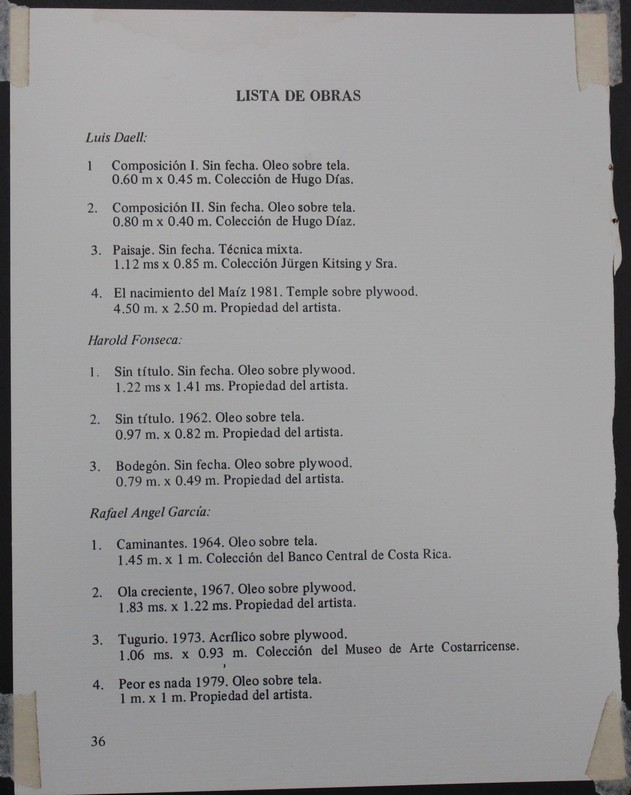 LISTA DE OBRAS
Luis Daell:
1 Composición I. Sin fecha. Oleo sobre tela.
0.60 m x 0.45 m. Colección de Hugo Días.
2. Composición II. Sin fecha. Oleo sobre tela.
0.80 m x 0.40 m. Colección de Hugo Díaz.
3. Paisaje. Sin fecha. Técnica mixta.
1.12 ms x 0.85 m. Colección Jürgen Kitsing y Sra.
4. El nacimiento del Maíz 1981. Temple sobre plywood.
4.50 m. x 2.50 m. Propiedad del artista.
Harold Fonseca:
1. Sin título. Sin fecha. Oleo sobre plywood.
1.22 ms x 1.41 ms. Propiedad del artista.
2. Sin título. 1962. Oleo sobre tela.
0.97 m. x 0.82 m. Propiedad del artista.
3. Bodegón. Sin fecha. Oleo sobre plywood.
0.79 m. x 0.49 m. Propiedad del artista.
Rafael Angel García:
1. Caminantes. 1964. Oleo sobre tela.
1.45 m. x 1 m. Colección del Banco Central de Costa Rica.
2. Ola creciente, 1967. Oleo sobre plywood.
1.83 ms. x 1.22 ms. Propiedad del artista.
3. Tugurio. 1973. Acrílico sobre plywood.
1.06 ms. x 0.93 m. Colección del Museo de Arte Costarricense.
4. Peor es nada 1979. Oleo sobre tela.
1 m. x 1 m. Propiedad del artista.
36